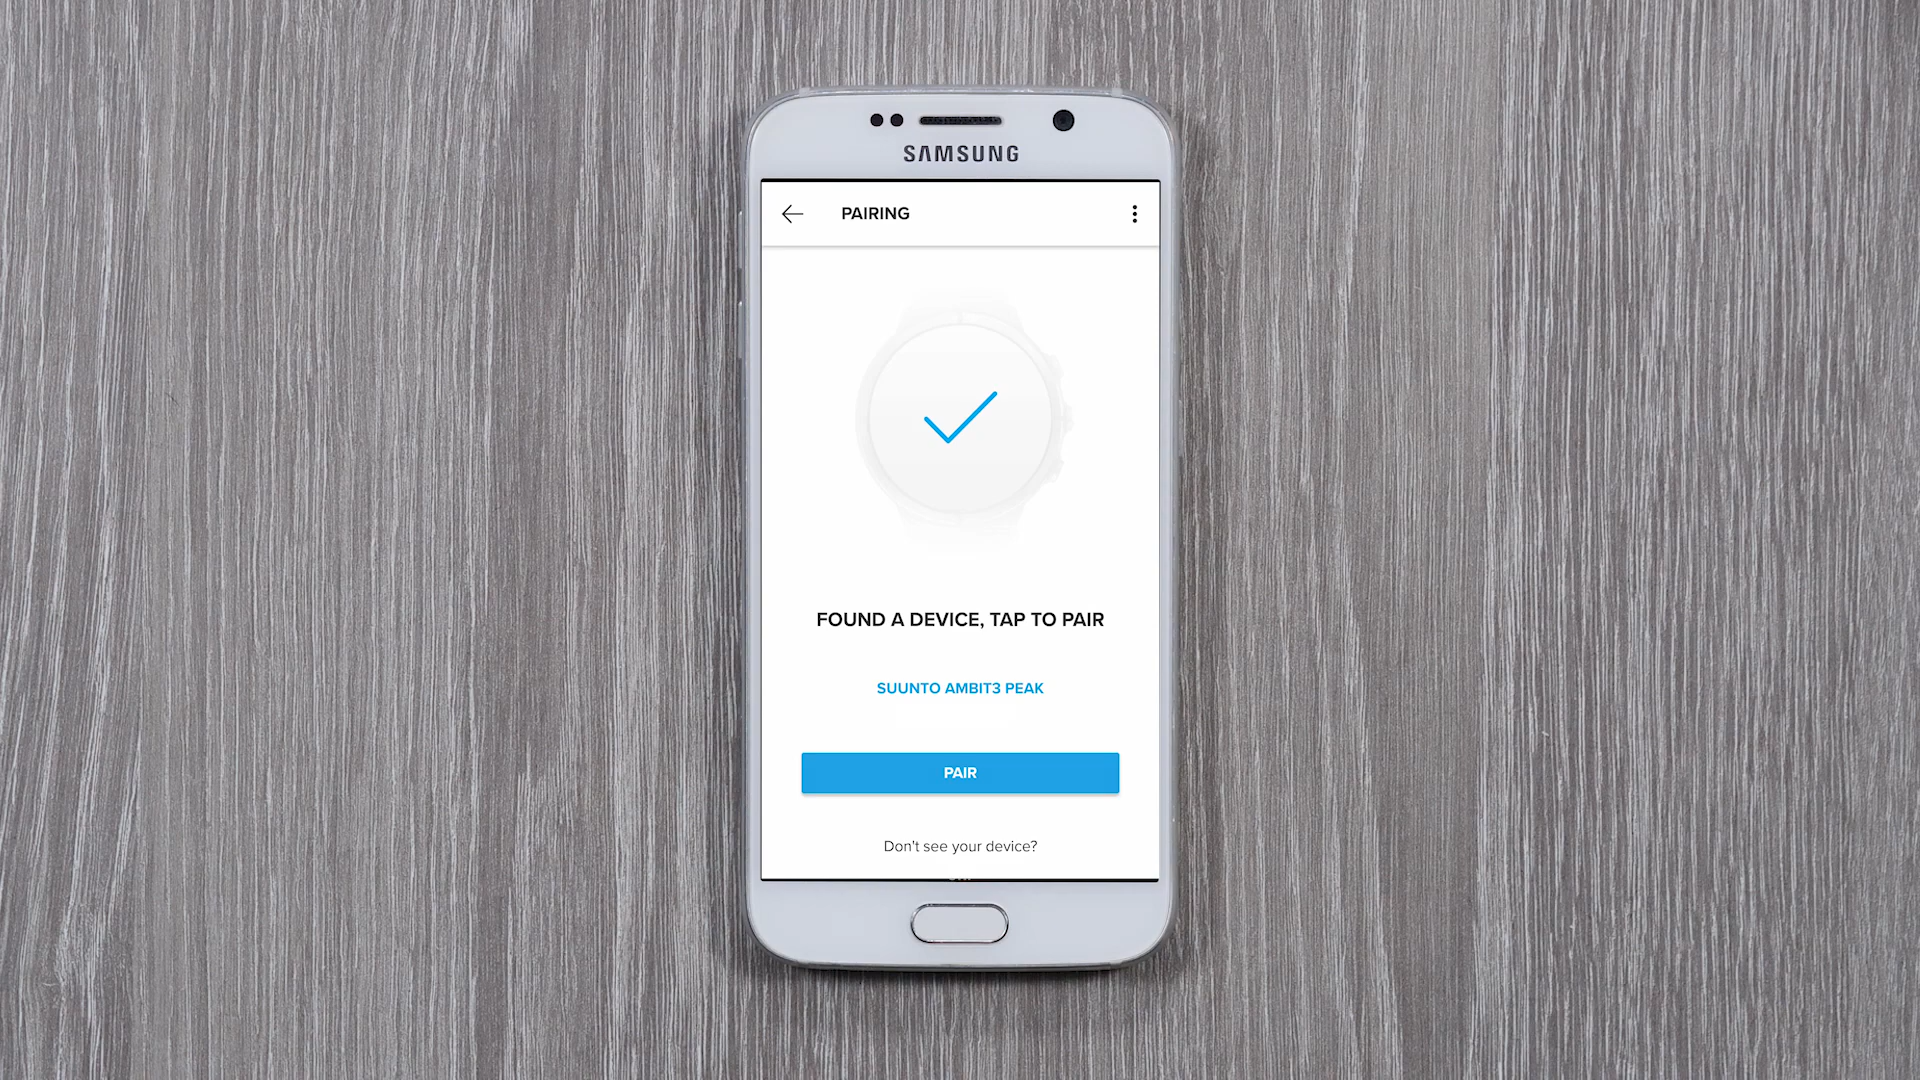 SAMSUNG
PAIRING
FOUND A DEVICE, TAP TO PAIR
SUUNTO AMBIT3 PEAK
PAIR
Don't see your device?